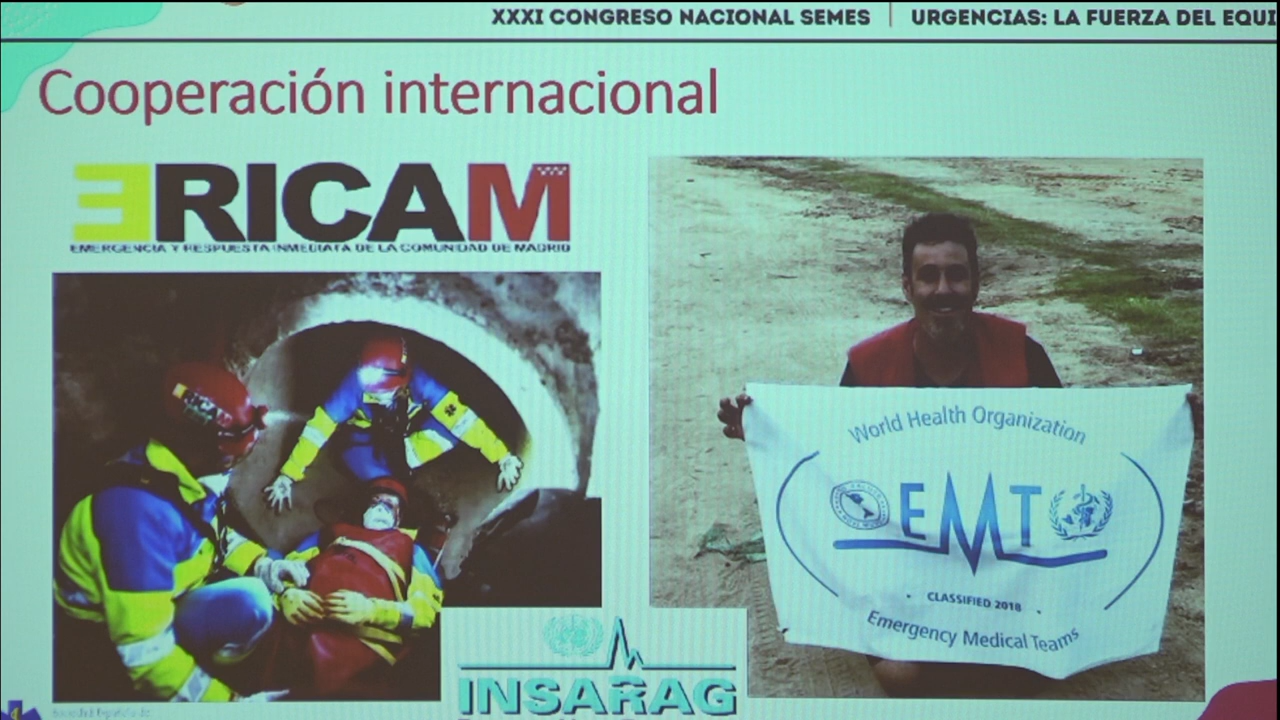 XXXI CONGRESO NACIONAL SEMES
URGENCIAS: LA FUERZA DEL EQUI
Cooperación internacional
ERICAM
EMERGENCIA Y RESPUESTA INMEDIATA DE LA COMUNIDAD DE MADRID
World Health Organization
EMT
CLASSIFIED 2018
Emergency Medical Teams
INSARAG